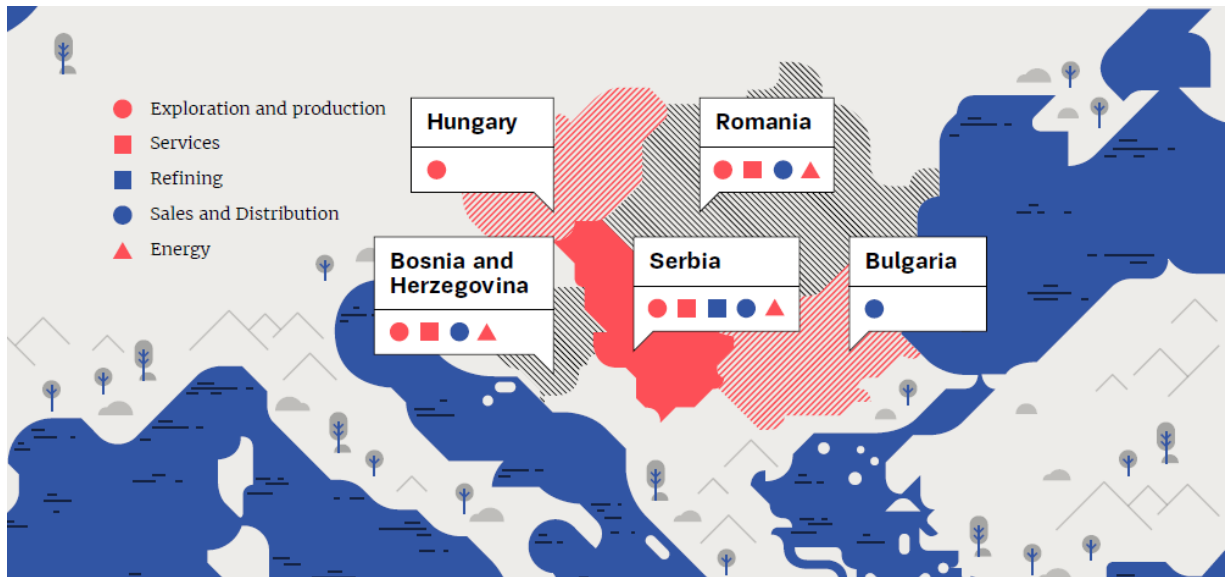 Exploration and production
Services
Refining
Sales and Distribution
Energy
Hungary
Romania
Bosnia and
Herzegovina
Serbia
Bulgaria